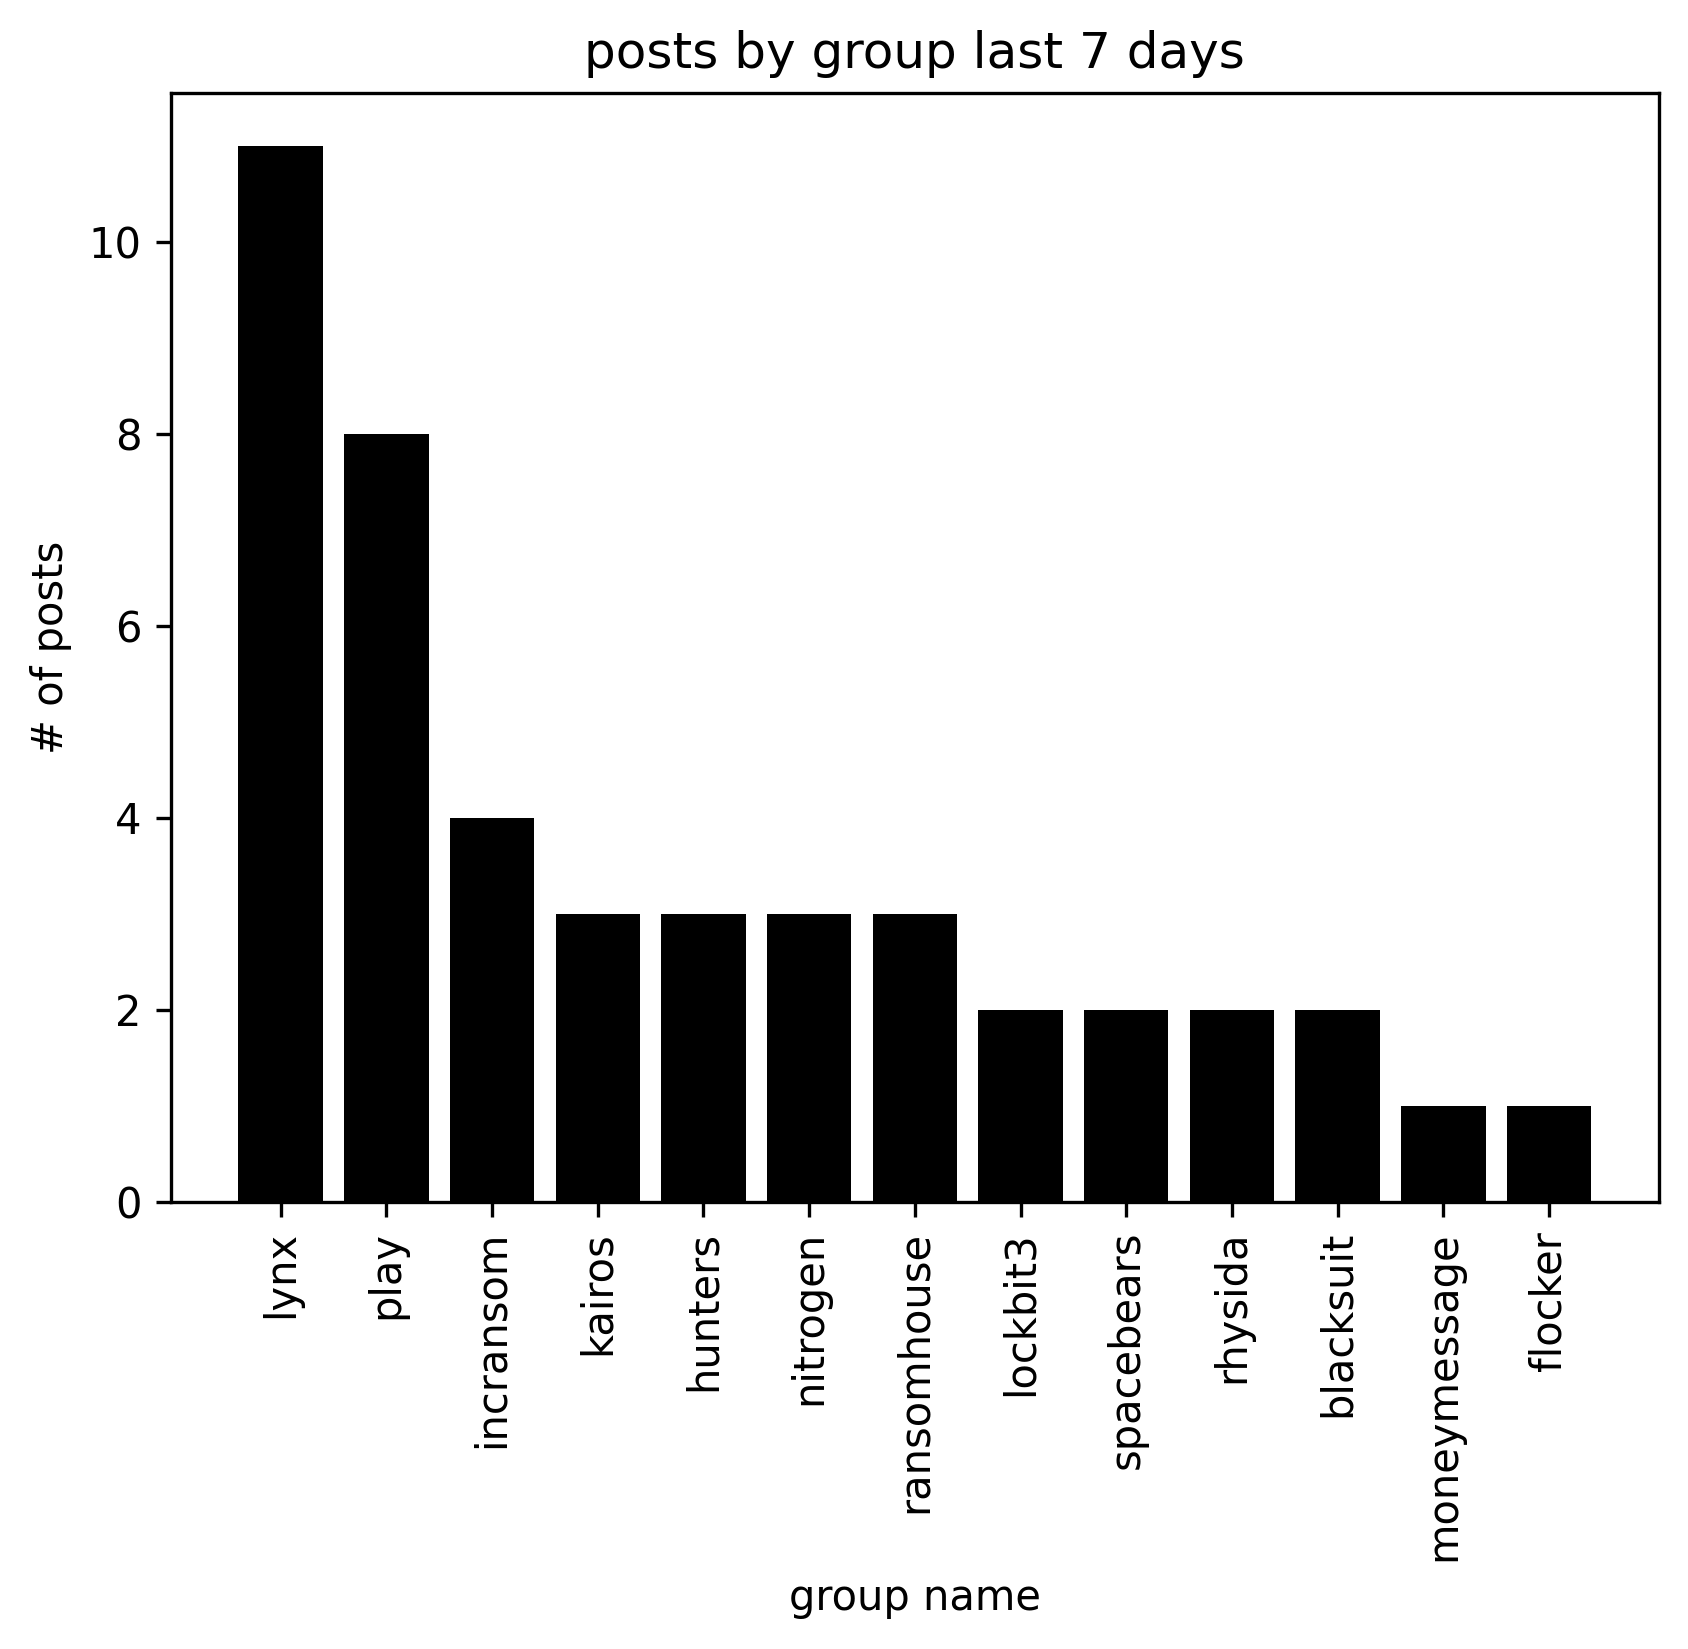 posts by group last 7 days
# of posts
10
8
6
4
2
0
lynx
play
incransom
kairos
hunters
nitrogen
ransomhouse
lockbit3
spacebears
rhysida
blacksuit
moneymessage
flocker
group name